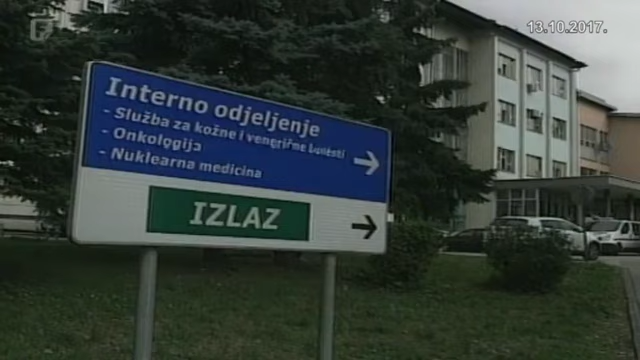 13.10.2017.
Interno odjeljenje
- Služba za kožne i venerične bolesti
- Onkologija
- Nuklearna medicina
IZLAZ